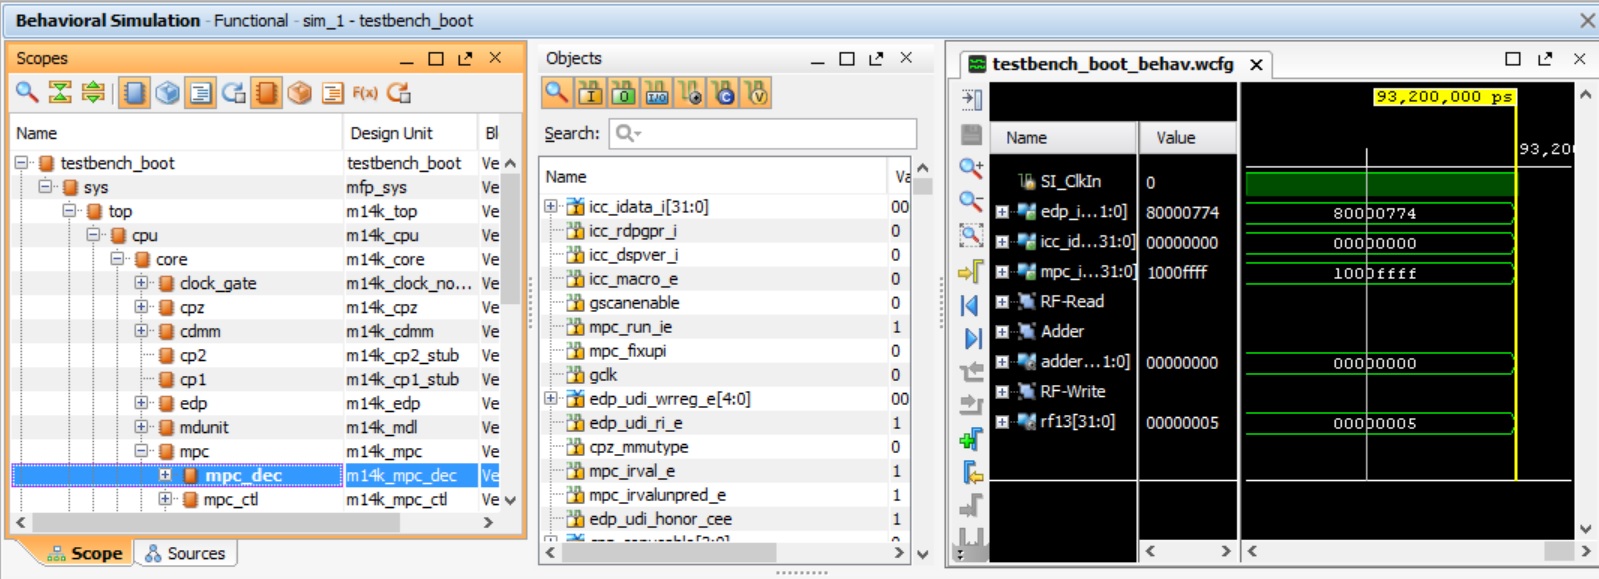 Behavioral Simulation - Functional - sim_1 - testbench_boot
Scopes
F(x)
Name Design Unit Bl
testbench_boot testbench_boot Ve
sys mfp_sys Ve
top m14k_top Ve
cpu m14k_cpu Ve
core m14k_core Ve
clock_gate m14k_clock_no... Ve
cpz m14k_cpz Ve
cdmm m14k_cdmm Ve
cp2 m14k_cp2_stub Ve
cp1 m14k_cp1_stub Ve
edp m14k_edp Ve
mdunit m14k_mdl Ve
mpc m14k_mpc Ve
mpc_dec m14k_mpc_dec Ve
mpc_ctl m14k_mpc_ctl Ve
Scope Sources
Objects
I O I/O C V
Search: Q-
Name Va
icc_idata_i[31:0] 00
icc_rdpgpr_i 0
icc_dspver_i 0
icc_macro_e 0
gscanenable 0
mpc_run_ie 1
mpc_fixupi 0
gclk 0
edp_udi_wrreg_e[4:0] 00
edp_udi_ri_e 1
cpz_mmutype 0
mpc_irval_e 1
mpc_irvalunpred_e 1
edp_udi_honor_cee 1
testbench_boot_behav.wcfg
93,200,000 ps
Name Value
93,20
SI_ClkIn 0
edp_i...1:0] 80000774 80000774
icc_id...31:0] 00000000 00000000
mpc_i...31:0] 1000ffff 1000ffff
RF-Read
Adder
adder...1:0] 00000000 00000000
RF-Write
rf13[31:0] 00000005 00000005